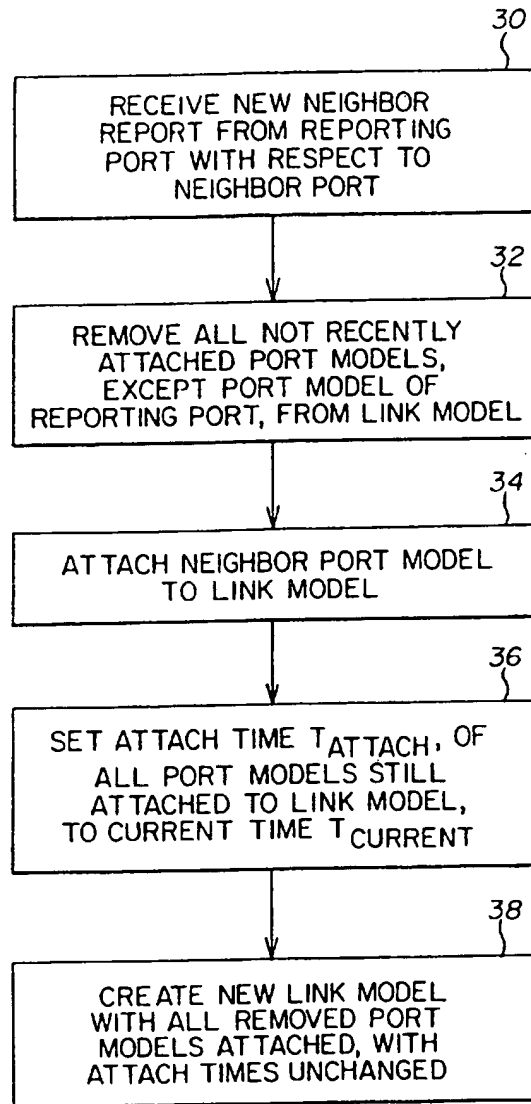 30
RECEIVE NEW NEIGHBOR
REPORT FROM REPORTING
PORT WITH RESPECT TO
NEIGHBOR PORT
32
REMOVE ALL NOT RECENTLY
ATTACHED PORT MODELS,
EXCEPT PORT MODEL OF
REPORTING PORT, FROM LINK MODEL
34
ATTACH NEIGHBOR PORT MODEL
TO LINK MODEL
36
SET ATTACH TIME TATTACH, OF
ALL PORT MODELS STILL
ATTACHED TO LINK MODEL,
TO CURRENT TIME TCURRENT
38
CREATE NEW LINK MODEL
WITH ALL REMOVED PORT
MODELS ATTACHED, WITH
ATTACH TIMES UNCHANGED